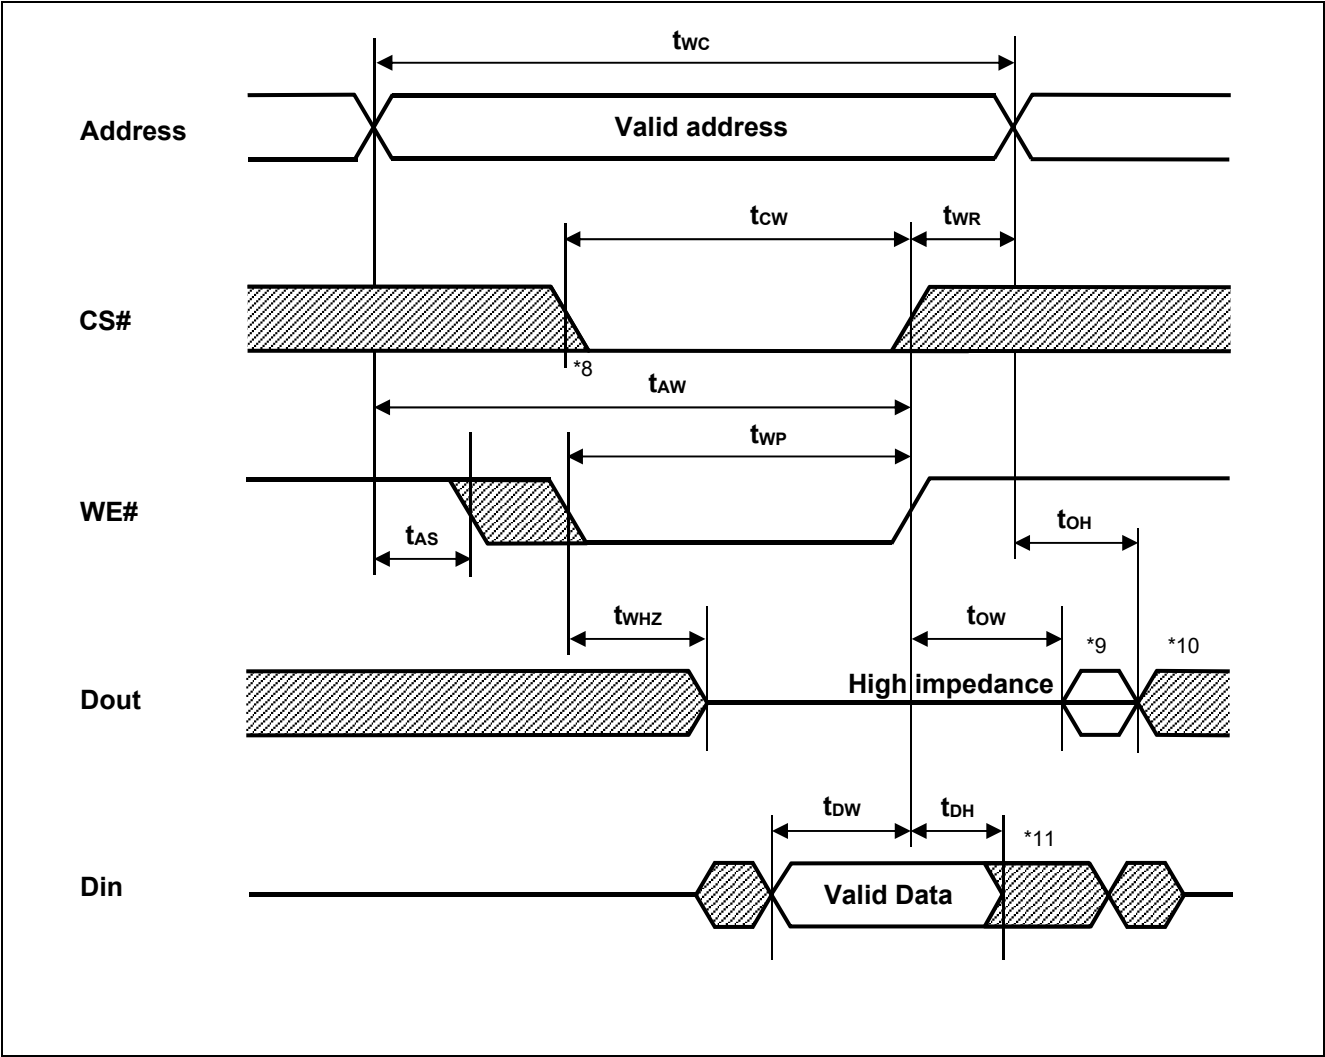 tWC
Address
Valid address
tCW
tWR
CS#
*8
tAW
tWP
WE#
tAS
tOH
tWHZ
tOW
*9
*10
Dout
High impedance
tDW
tDH
*11
Din
Valid Data